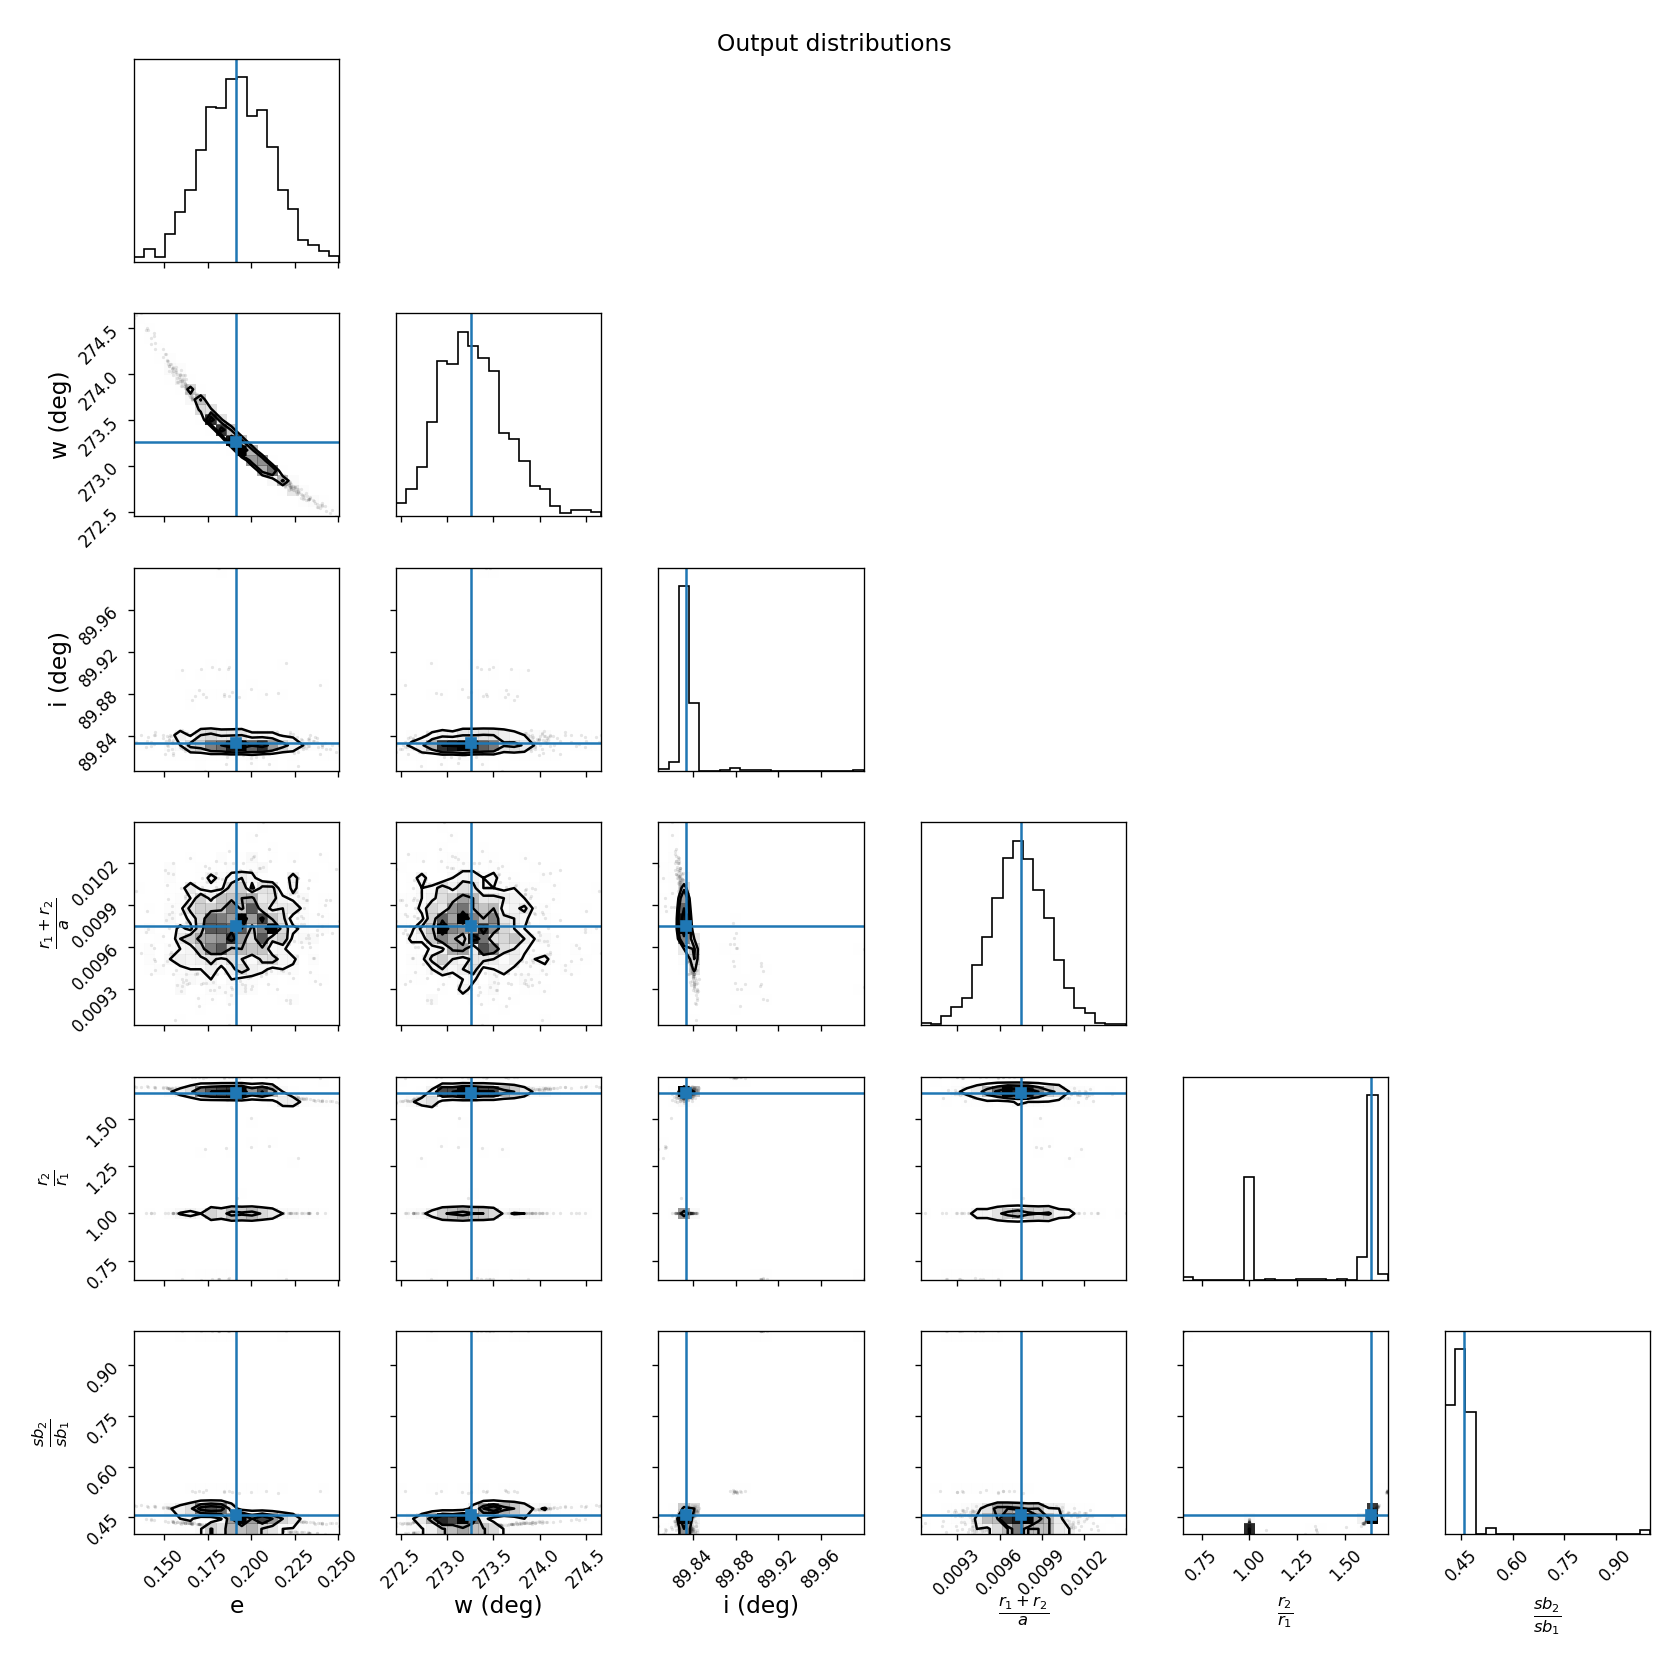 Output distributions
274.5
274.0
273.5
273.0
272.5
w (deg)
89.96
89.92
89.88
89.84
i (deg)
0.0102
0.0099
0.0096
0.0093
r₁ + r₂
a
1.50
1.25
1.00
0.75
r₂
r₁
0.90
0.75
0.60
0.45
sb₂
sb₁
0.150 0.175 0.200 0.225 0.250
e
272.5 273.0 273.5 274.0 274.5
w (deg)
89.84 89.88 89.92 89.96
i (deg)
0.0093 0.0096 0.0099 0.0102
r₁ + r₂
a
0.75 1.00 1.25 1.50
r₂
r₁
0.45 0.60 0.75 0.90
sb₂
sb₁